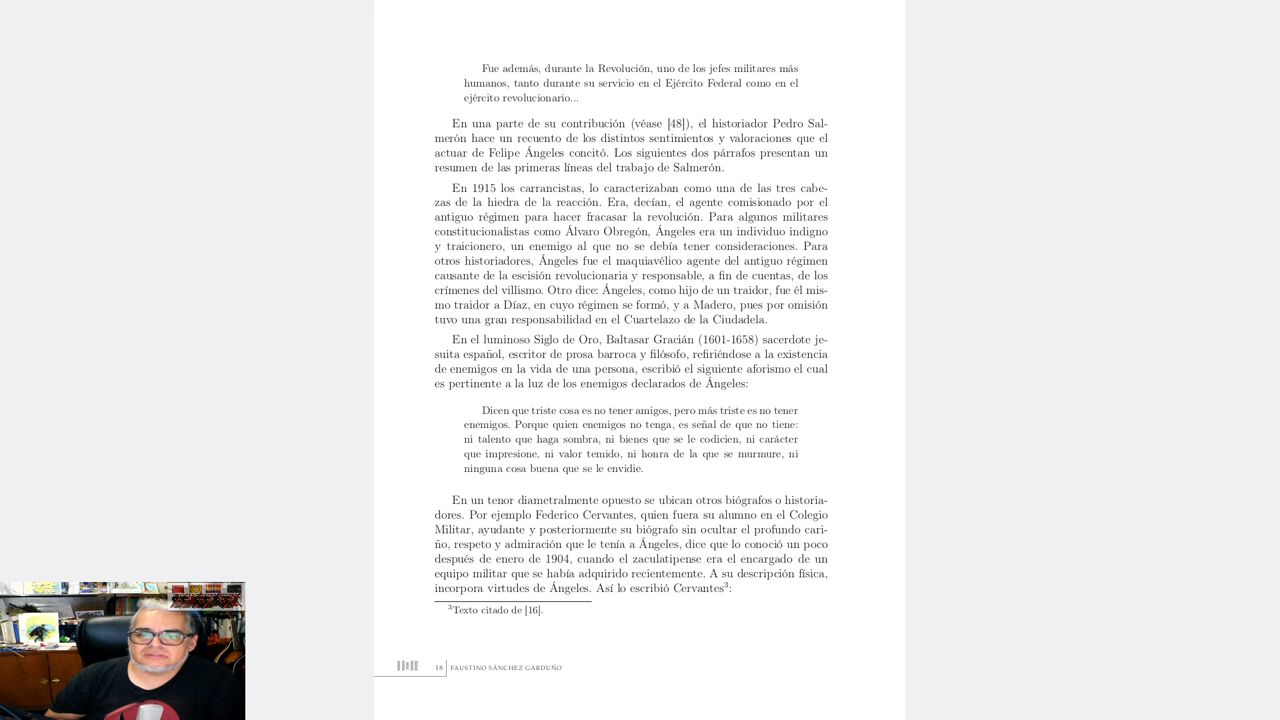 Fue además, durante la Revolución, uno de los jefes militares más
humanos, tanto durante su servicio en el Ejército Federal como en el
ejército revolucionario...
En una parte de su contribución (véase [48]), el historiador Pedro Sal-
merón hace un recuento de los distintos sentimientos y valoraciones que el
actuar de Felipe Ángeles concitó. Los siguientes dos párrafos presentan un
resumen de las primeras líneas del trabajo de Salmerón.
En 1915 los carrancistas, lo caracterizaban como una de las tres cabe-
zas de la hiedra de la reacción. Era, decían, el agente comisionado por el
antiguo régimen para hacer fracasar la revolución. Para algunos militares
constitucionalistas como Álvaro Obregón, Ángeles era un individuo indigno
y traicionero, un enemigo al que no se debía tener consideraciones. Para
otros historiadores, Ángeles fue el maquiavélico agente del antiguo régimen
causante de la escisión revolucionaria y responsable, a fin de cuentas, de los
crímenes del villismo. Otro dice: Ángeles, como hijo de un traidor, fue él mis-
mo traidor a Díaz, en cuyo régimen se formó, y a Madero, pues por omisión
tuvo una gran responsabilidad en el Cuartelazo de la Ciudadela.
En el luminoso Siglo de Oro, Baltasar Gracián (1601-1658) sacerdote je-
suita español, escritor de prosa barroca y filósofo, refiriéndose a la existencia
de enemigos en la vida de una persona, escribió el siguiente aforismo el cual
es pertinente a la luz de los enemigos declarados de Ángeles:
Dicen que triste cosa es no tener amigos, pero más triste es no tener
enemigos. Porque quien enemigos no tenga, es señal de que no tiene:
ni talento que haga sombra, ni bienes que se le codicien, ni carácter
que impresione, ni valor temido, ni honra de la que se murmure, ni
ninguna cosa buena que se le envidie.
En un tenor diametralmente opuesto se ubican otros biógrafos o historia-
dores. Por ejemplo Federico Cervantes, quien fuera su alumno en el Colegio
Militar, ayudante y posteriormente su biógrafo sin ocultar el profundo cari-
ño, respeto y admiración que le tenía a Ángeles, dice que lo conoció un poco
después de enero de 1904, cuando el zaculatipense era el encargado de un
equipo militar que se había adquirido recientemente. A su descripción física,
incorpora virtudes de Ángeles. Así lo escribió Cervantes³:
³Texto citado de [16].
18 FAUSTINO SÁNCHEZ GARDUÑO